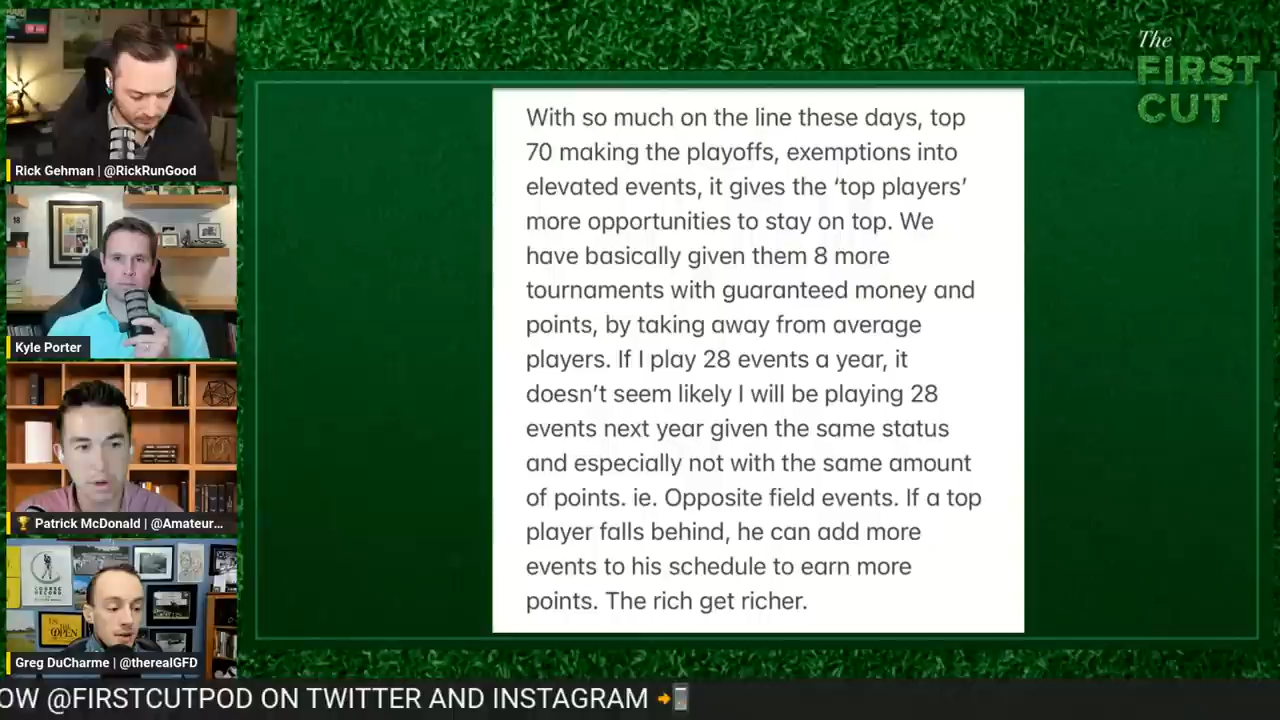 The
FIRST
CUT
Rick Gehman | @RickRunGood
Kyle Porter
🏆 Patrick McDonald | @Amateur...
Greg DuCharme | @therealGFD
With so much on the line these days, top
70 making the playoffs, exemptions into
elevated events, it gives the ‘top players’
more opportunities to stay on top. We
have basically given them 8 more
tournaments with guaranteed money and
points, by taking away from average
players. If I play 28 events a year, it
doesn’t seem likely I will be playing 28
events next year given the same status
and especially not with the same amount
of points. ie. Opposite field events. If a top
player falls behind, he can add more
events to his schedule to earn more
points. The rich get richer.
OW @FIRSTCUTPOD ON TWITTER AND INSTAGRAM 📲